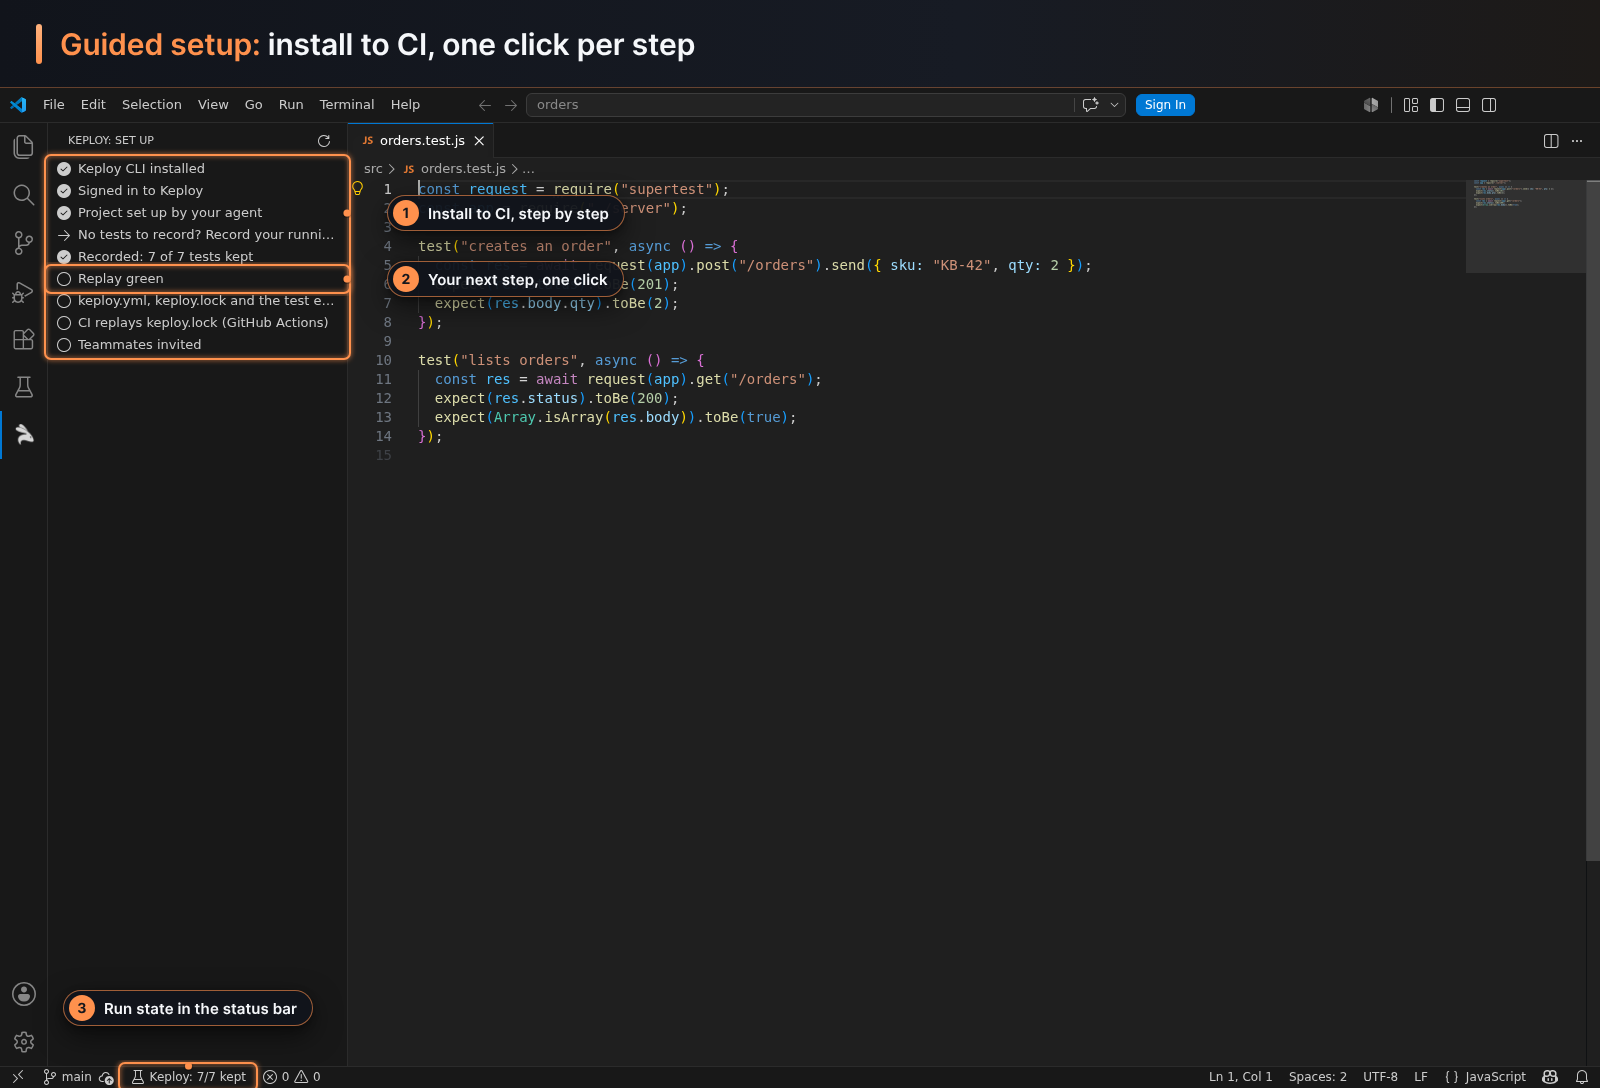 Guided setup: install to CI, one click per step
File Edit Selection View Go Run Terminal Help
orders
Sign In
KEPLOY: SET UP
Keploy CLI installed
Signed in to Keploy
Project set up by your agent
No tests to record? Record your runni...
Recorded: 7 of 7 tests kept
Replay green
keploy.yml, keploy.lock and the test e...
CI replays keploy.lock (GitHub Actions)
Teammates invited
JS orders.test.js
src > JS orders.test.js > ...
1 const request = require("supertest");
2 erver");
1 Install to CI, step by step
3
4 test("creates an order", async () => {
5 request(app).post("/orders").send({ sku: "KB-42", qty: 2 });
2 Your next step, one click
6 e(201);
7 expect(res.body.qty).toBe(2);
8 });
9
10 test("lists orders", async () => {
11 const res = await request(app).get("/orders");
12 expect(res.status).toBe(200);
13 expect(Array.isArray(res.body)).toBe(true);
14 });
15
3 Run state in the status bar
main Keploy: 7/7 kept 0 0 Ln 1, Col 1 Spaces: 2 UTF-8 LF { } JavaScript